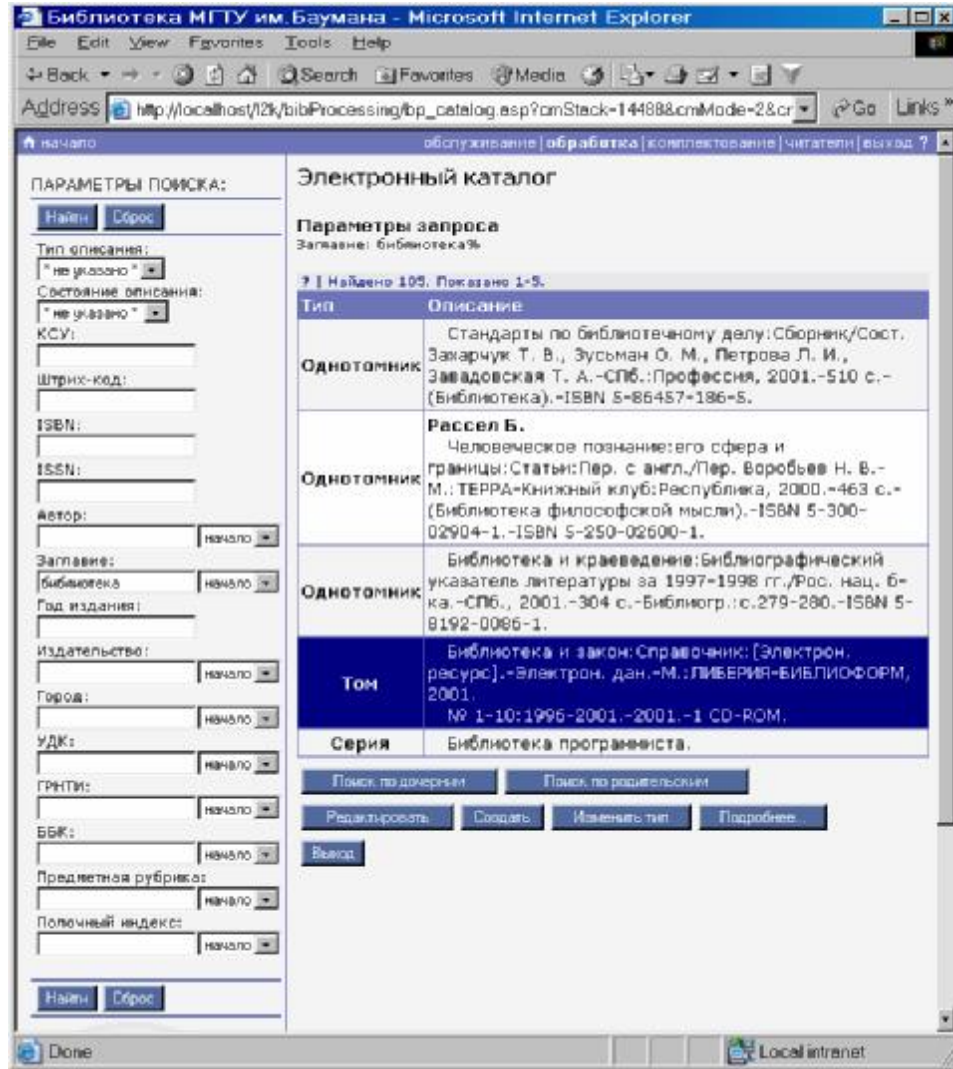 Библиотека МГТУ им.Баумана - Microsoft Internet Explorer
File Edit View Favorites Tools Help
Back Search Favorites Media
Address http://localhost/l2k/bibProcessing/bp_catalog.asp?cmStack=14488&cmMode=2&cr Go Links »
начало
обслуживание|обработка|комплектование|читатели|выход ?
ПАРАМЕТРЫ ПОИСКА:
Найти Сброс
Тип описания:
* не указано *
Состояние описания:
* не указано *
КСУ:
Штрих-код:
ISBN:
ISSN:
Автор:
начало
Заглавие:
библиотека начало
Год издания:
Издательство:
начало
Город:
начало
УДК:
начало
ГРНТИ:
начало
ББК:
начало
Предметная рубрика:
начало
Полочный индекс:
начало
Найти Сброс
Электронный каталог
Параметры запроса
Заглавие: библиотека%
? | Найдено 105. Показано 1-5.
Тип Описание
Однотомник
Стандарты по библиотечному делу:Сборник/Сост.
Захарчук Т. В., Зусьман О. М., Петрова Л. И.,
Завадовская Т. А.-СПб.:Профессия, 2001.-510 с.-
(Библиотека).-ISBN 5-86457-186-5.
Однотомник
Рассел Б.
Человеческое познание:его сфера и
границы:Статьи:Пер. с англ./Пер. Воробьев Н. В.-
М.:ТЕРРА-Книжный клуб:Республика, 2000.-463 с.-
(Библиотека философской мысли).-ISBN 5-300-
02904-1.-ISBN 5-250-02600-1.
Однотомник
Библиотека и краеведение:Библиографический
указатель литературы за 1997-1998 гг./Рос. нац. б-
ка.-СПб., 2001.-304 с.-Библиогр.:с.279-280.-ISBN 5-
8192-0086-1.
Том
Библиотека и закон:Справочник:[Электрон.
ресурс].-Электрон. дан.-М.:ЛИБЕРИЯ-БИБЛИОФОРМ,
2001.
№ 1-10:1996-2001.-2001.-1 CD-ROM.
Серия Библиотека программиста.
Поиск по дочерним Поиск по родительским
Редактировать Создать Изменить тип Подробнее...
Выход
Done Local intranet